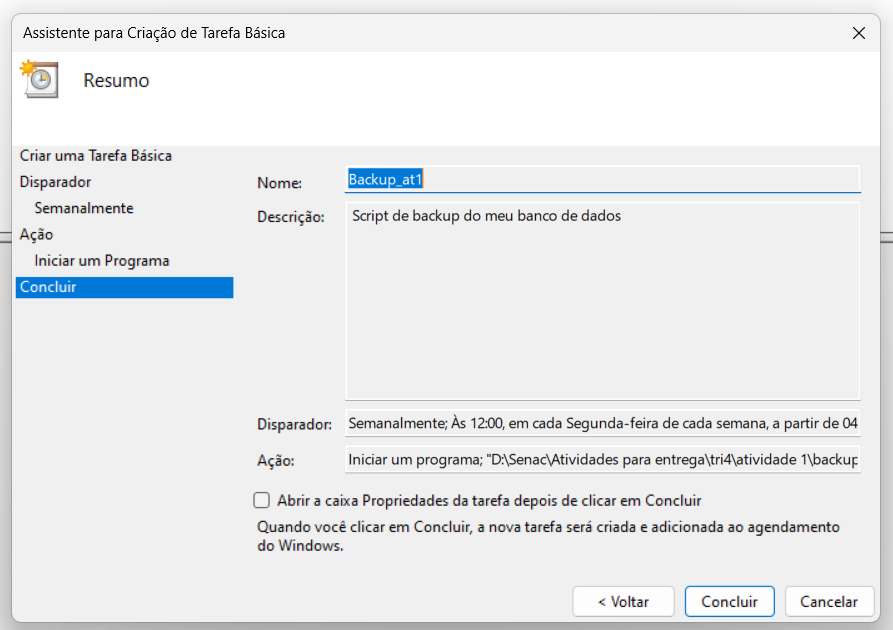 Assistente para Criação de Tarefa Básica
Resumo
Criar uma Tarefa Básica
Disparador
Semanalmente
Ação
Iniciar um Programa
Concluir
Nome: Backup_at1
Descrição: Script de backup do meu banco de dados
Disparador: Semanalmente; Às 12:00, em cada Segunda-feira de cada semana, a partir de 04
Ação: Iniciar um programa; "D:\Senac\Atividades para entrega\tri4\atividade 1\backup
Abrir a caixa Propriedades da tarefa depois de clicar em Concluir
Quando você clicar em Concluir, a nova tarefa será criada e adicionada ao agendamento
do Windows.
< Voltar Concluir Cancelar